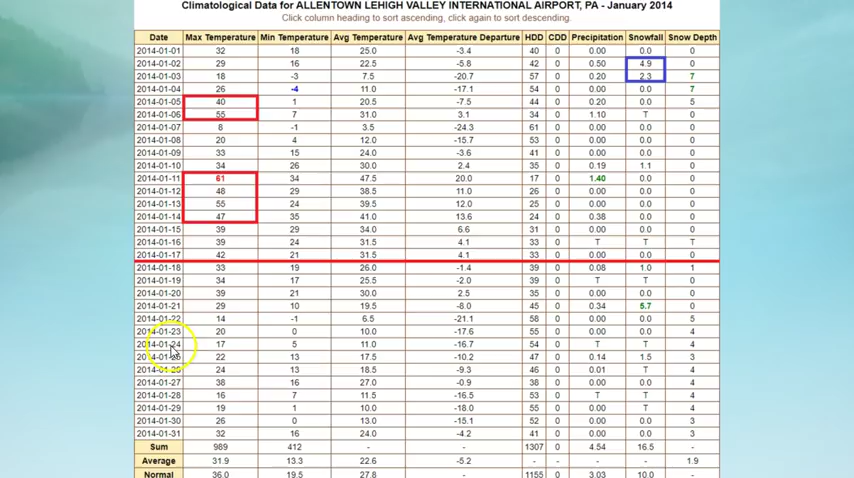 Climatological Data for ALLENTOWN LEHIGH VALLEY INTERNATIONAL AIRPORT, PA - January 2014
Click column heading to sort ascending, click again to sort descending.
Date Max Temperature Min Temperature Avg Temperature Avg Temperature Departure HDD CDD Precipitation Snowfall Snow Depth
2014-01-01 32 18 25.0 -3.4 40 0 0.00 0.0 0
2014-01-02 29 16 22.5 -5.8 42 0 0.50 4.9 0
2014-01-03 18 -3 7.5 -20.7 57 0 0.20 2.3 7
2014-01-04 26 -4 11.0 -17.1 54 0 0.00 0.0 7
2014-01-05 40 1 20.5 -7.5 44 0 0.20 0.0 5
2014-01-06 55 7 31.0 3.1 34 0 1.10 T 0
2014-01-07 8 -1 3.5 -24.3 61 0 0.00 0.0 0
2014-01-08 20 4 12.0 -15.7 53 0 0.00 0.0 0
2014-01-09 33 15 24.0 -3.6 41 0 0.00 0.0 0
2014-01-10 34 26 30.0 2.4 35 0 0.19 1.1 0
2014-01-11 61 34 47.5 20.0 17 0 1.40 0.0 0
2014-01-12 48 29 38.5 11.0 26 0 0.00 0.0 0
2014-01-13 55 24 39.5 12.0 25 0 0.00 0.0 0
2014-01-14 47 35 41.0 13.6 24 0 0.38 0.0 0
2014-01-15 39 29 34.0 6.6 31 0 0.00 0.0 0
2014-01-16 39 24 31.5 4.1 33 0 T T T
2014-01-17 42 21 31.5 4.1 33 0 0.00 0.0 0
2014-01-18 33 19 26.0 -1.4 39 0 0.08 1.0 1
2014-01-19 34 17 25.5 -2.0 39 0 T T 0
2014-01-20 39 21 30.0 2.5 35 0 0.00 0.0 0
2014-01-21 29 10 19.5 -8.0 45 0 0.34 5.7 0
2014-01-22 14 -1 6.5 -21.1 58 0 0.00 0.0 5
2014-01-23 20 0 10.0 -17.6 55 0 0.00 0.0 4
2014-01-24 17 5 11.0 -16.7 54 0 T T 4
2014-01-25 22 13 17.5 -10.2 47 0 0.14 1.5 3
2014-01-26 24 13 18.5 -9.3 46 0 0.01 T 4
2014-01-27 38 16 27.0 -0.9 38 0 0.00 0.0 4
2014-01-28 16 7 11.5 -16.5 53 0 T T 4
2014-01-29 19 1 10.0 -18.0 55 0 0.00 T 4
2014-01-30 26 0 13.0 -15.1 52 0 0.00 0.0 3
2014-01-31 32 16 24.0 -4.2 41 0 0.00 0.0 3
Sum 989 412 - - 1307 0 4.54 16.5 -
Average 31.9 13.3 22.6 -5.2 - - - - 1.9
Normal 36.0 19.5 27.8 - 1155 0 3.03 10.0 -